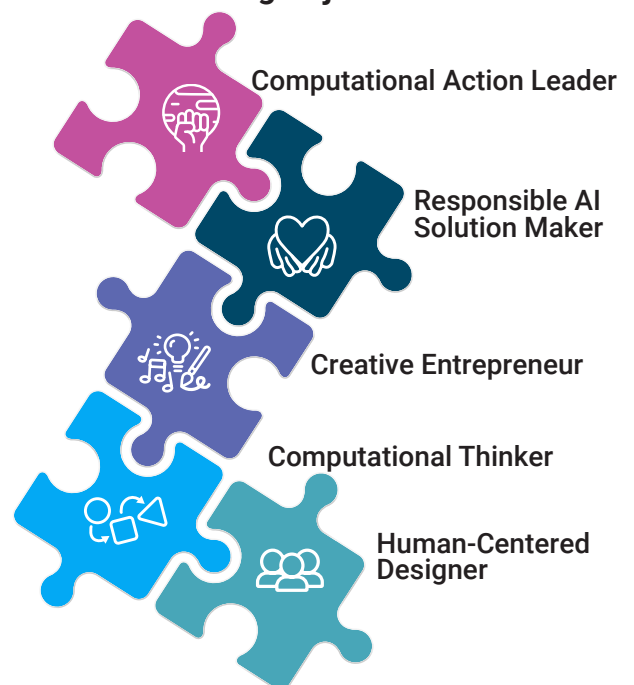 Computational Action Leader
Responsible AI
Solution Maker
Creative Entrepreneur
Computational Thinker
Human-Centered
Designer